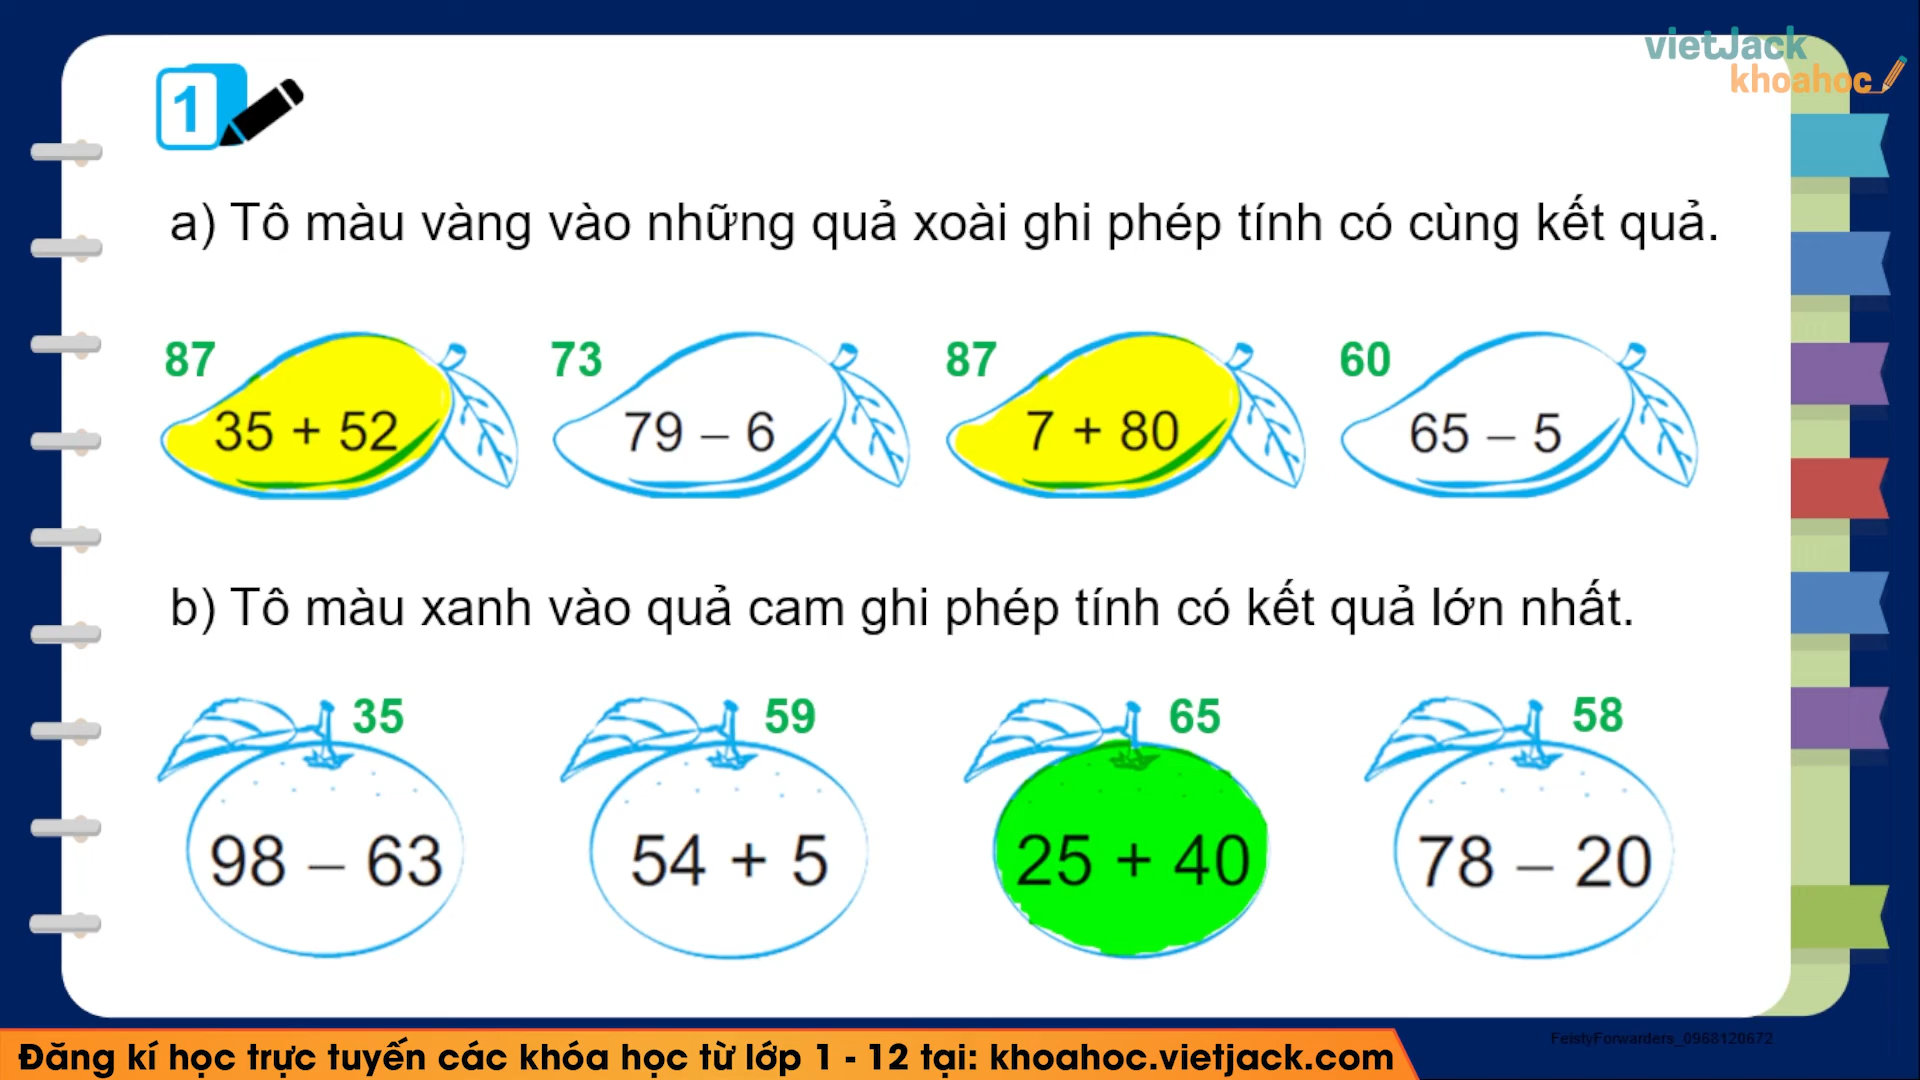 vietJack
khoahoc
1
a) Tô màu vàng vào những quả xoài ghi phép tính có cùng kết quả.
87 73 87 60
35 + 52 79 – 6 7 + 80 65 – 5
b) Tô màu xanh vào quả cam ghi phép tính có kết quả lớn nhất.
35 59 65 58
98 – 63 54 + 5 25 + 40 78 – 20
FeistyForwarders_0968120672
Đăng kí học trực tuyến các khóa học từ lớp 1 - 12 tại: khoahoc.vietjack.com